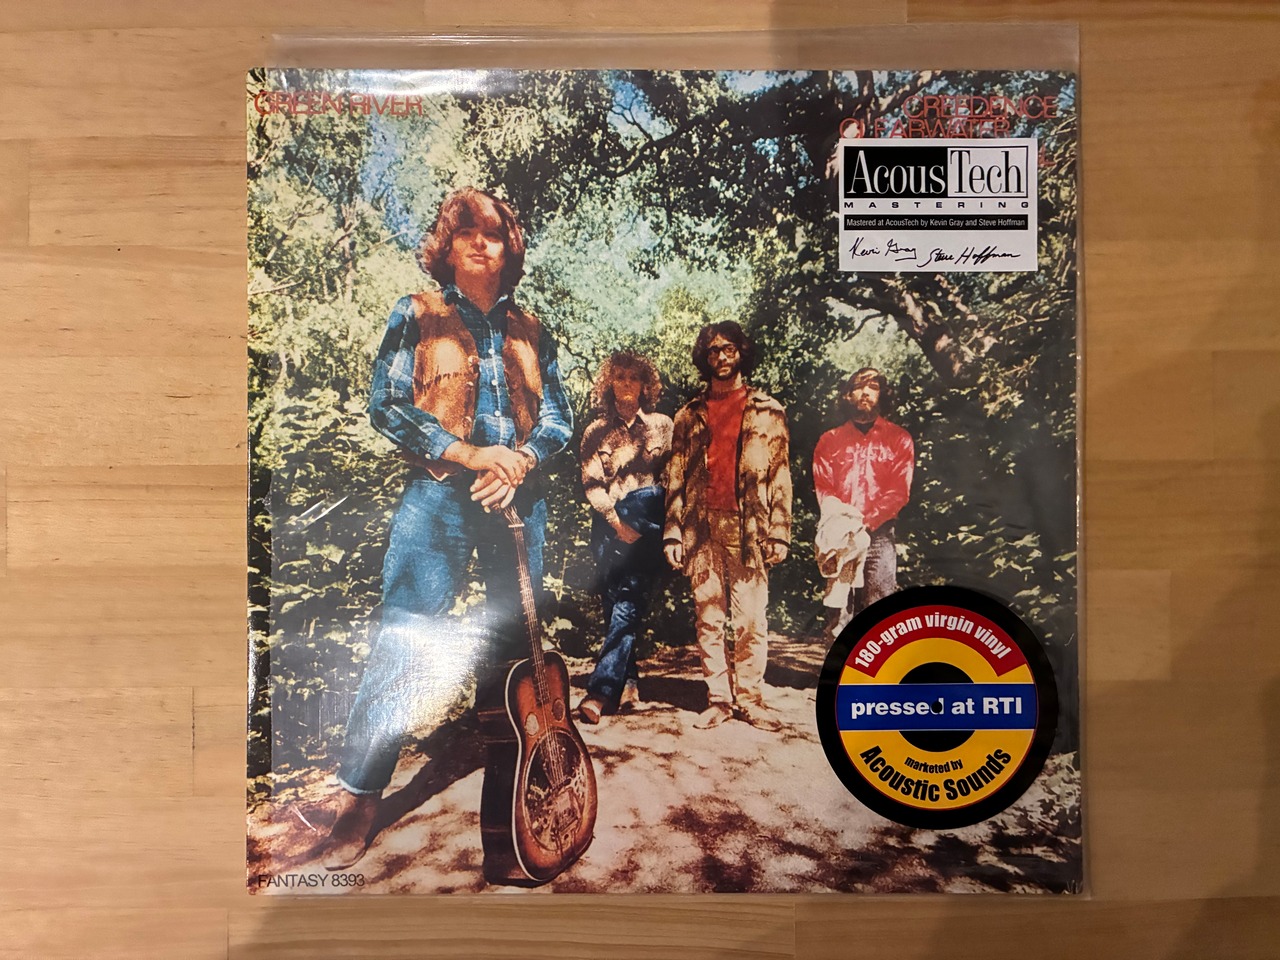 GREEN RIVER
CREEDENCE
CLEARWATER
AcousTech
MASTERING
Mastered at AcousTech by Kevin Gray and Steve Hoffman
Kevin Gray Steve Hoffman
180-gram virgin vinyl
pressed at RTI
marketed by
Acoustic Sounds
FANTASY 8393